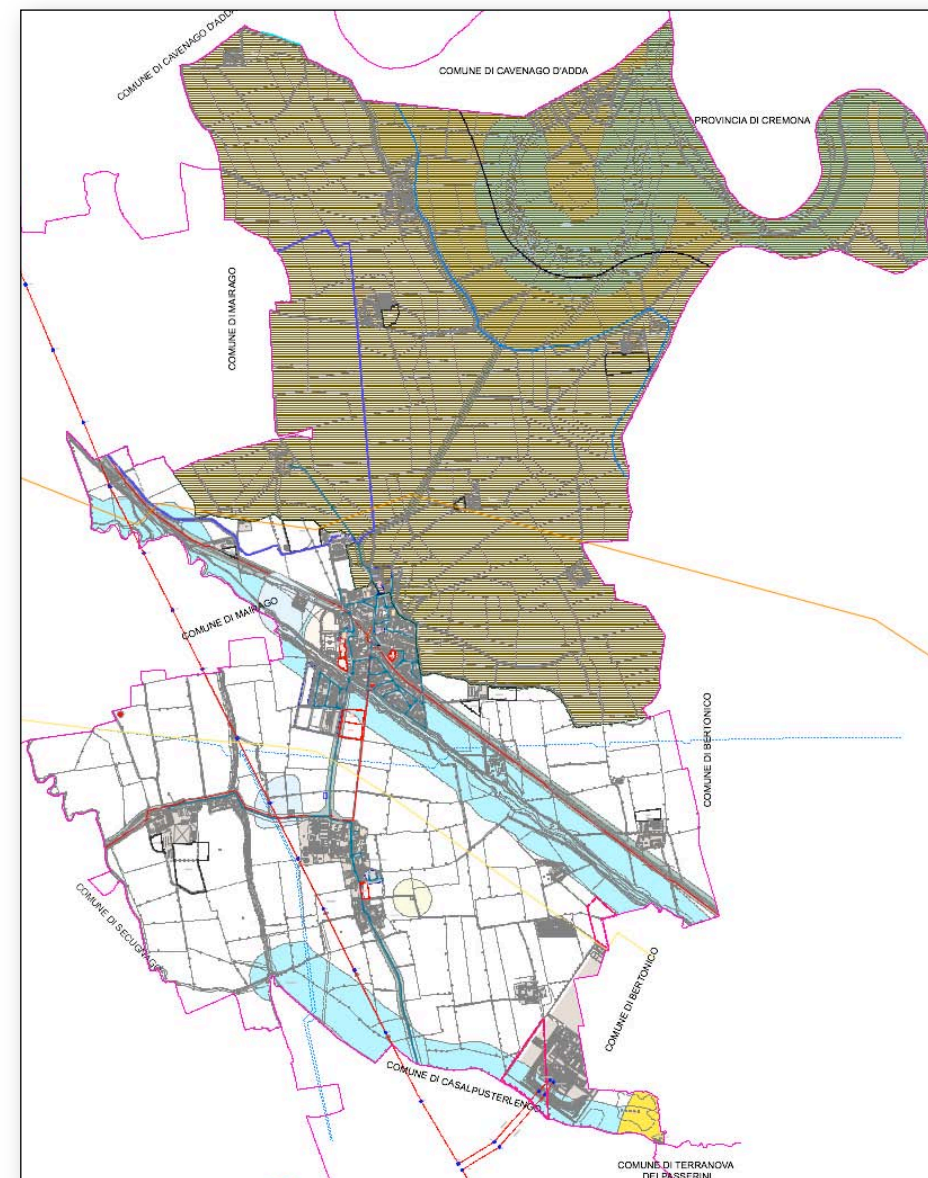 COMUNE DI CAVENAGO D'ADDA
COMUNE DI CAVENAGO D'ADDA
PROVINCIA DI CREMONA
COMUNE DI MAIRAGO
COMUNE DI MAIRAGO
COMUNE DI BERTONICO
COMUNE DI SECUGNAGO
COMUNE DI BERTONICO
COMUNE DI CASALPUSTERLENGO
COMUNE DI TERRANOVA
DEI PASSERINI